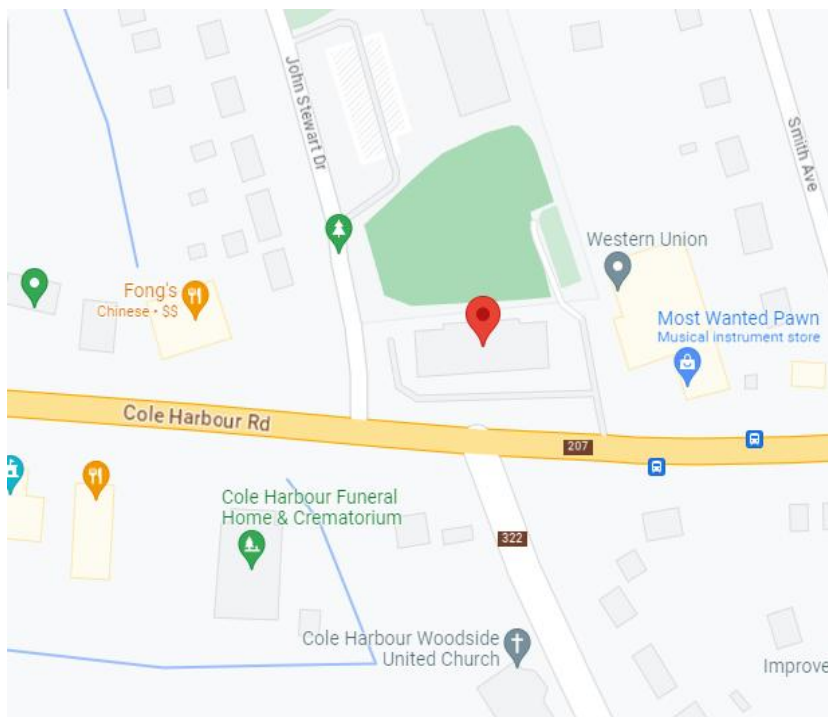 John Stewart Dr
Smith Ave
Western Union
Fong's
Chinese • $$
Most Wanted Pawn
Musical instrument store
Cole Harbour Rd
207
Cole Harbour Funeral
Home & Crematorium
322
Cole Harbour Woodside
United Church
Improve